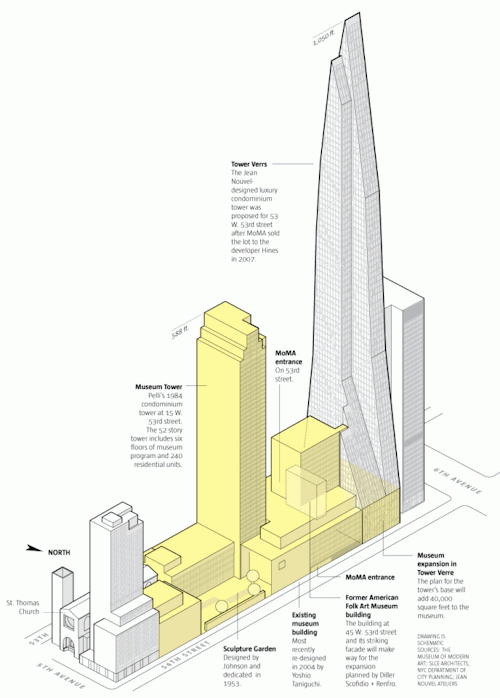 1,050 ft.
Tower Verrs
The Jean
Nouvel-
designed luxury
condominium
tower was
proposed for 53
W. 53rd street
after MoMA sold
the lot to the
developer Hines
in 2007.
588 ft.
MoMA
entrance
On 53rd
street.
Museum Tower
Pelli's 1984
condominium
tower at 15 W.
53rd street.
The 52 story
tower includes six
floors of museum
program and 240
residential units.
6TH AVENUE
NORTH
St. Thomas
Church
53RD
5TH AVENUE
54TH STREET
Sculpture Garden
Designed by
Johnson and
dedicated in
1953.
Existing
museum
building
Most
recently
re-designed
in 2004 by
Yoshio
Taniguchi.
MoMA entrance
Former American
Folk Art Museum
building
The building at
45 W. 53rd street
and its striking
facade will make
way for the
expansion
planned by Diller
Scofidio + Renfro.
Museum
expansion in
Tower Verre
The plan for the
tower's base will
add 40,000
square feet to the
museum.
DRAWING IS
SCHEMATIC
SOURCES: THE
MUSEUM OF MODERN
ART; SLCE ARCHITECTS;
NYC DEPARTMENT OF
CITY PLANNING; JEAN
NOUVEL ATELIERS